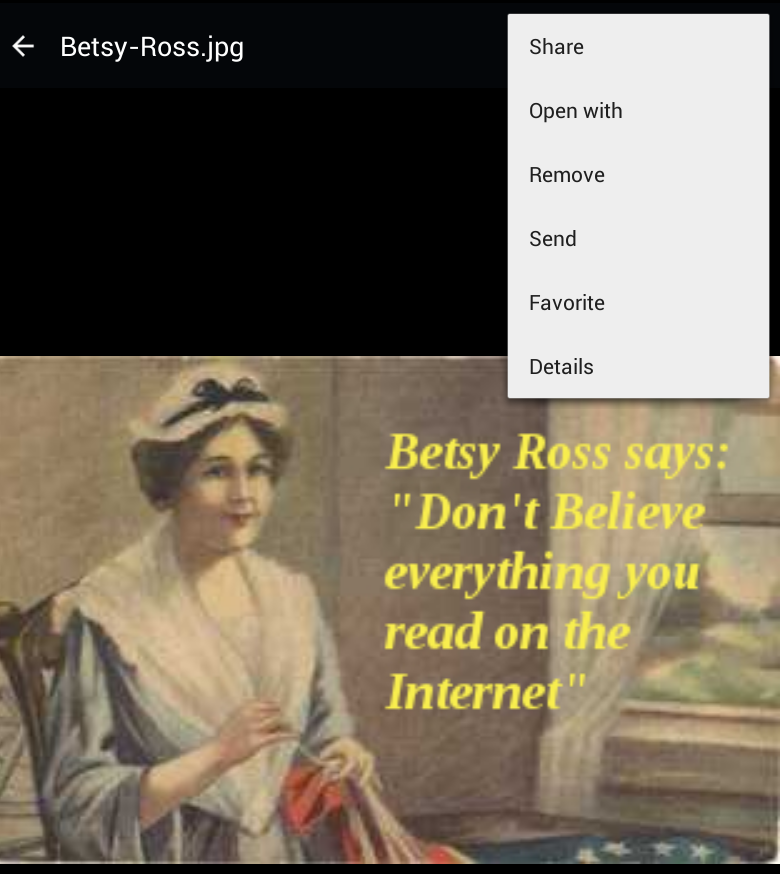 Betsy-Ross.jpg
Share
Open with
Remove
Send
Favorite
Details
Betsy Ross says:
"Don't Believe
everything you
read on the
Internet"